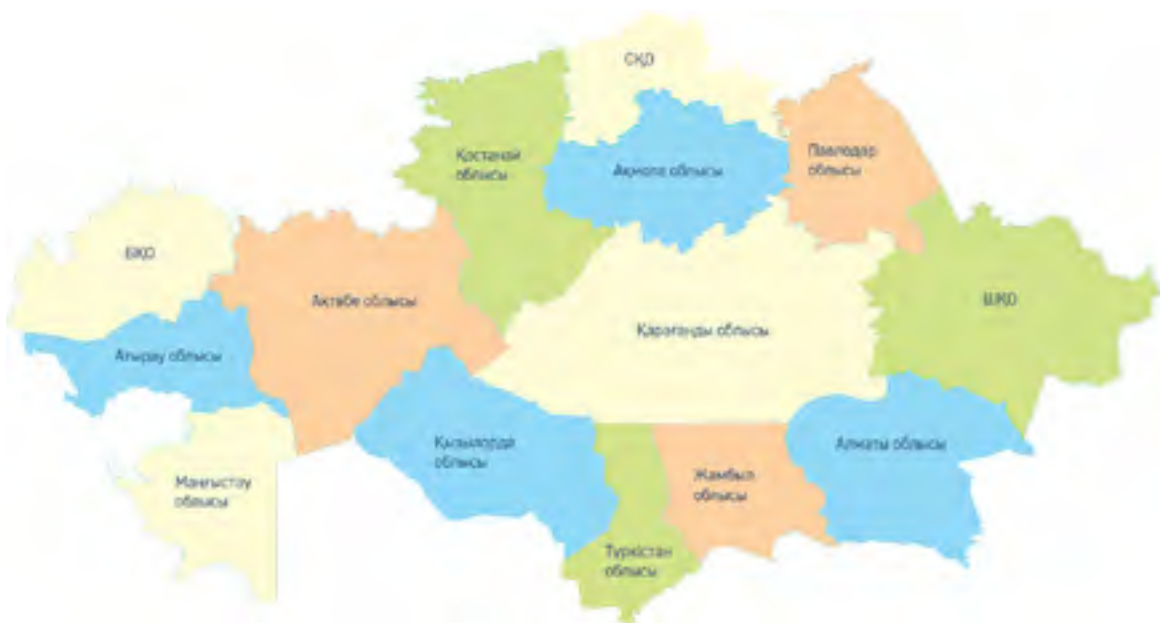 СҚО
Қостанай
облысы
Ақмола облысы
Павлодар
облысы
БҚО
Ақтөбе облысы
ШҚО
Қарағанды облысы
Атырау облысы
Қызылорда
облысы
Алматы облысы
Маңғыстау
облысы
Жамбыл
облысы
Түркістан
облысы